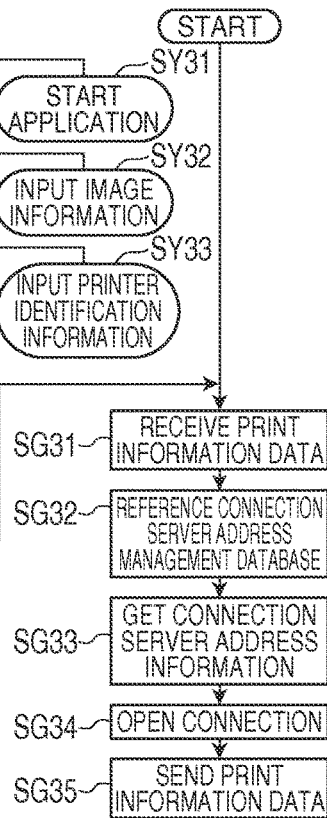 START
SY31
START
APPLICATION
SY32
INPUT IMAGE
INFORMATION
SY33
INPUT PRINTER
IDENTIFICATION
INFORMATION
SG31
RECEIVE PRINT
INFORMATION DATA
SG32
REFERENCE CONNECTION
SERVER ADDRESS
MANAGEMENT DATABASE
SG33
GET CONNECTION
SERVER ADDRESS
INFORMATION
SG34
OPEN CONNECTION
SG35
SEND PRINT
INFORMATION DATA